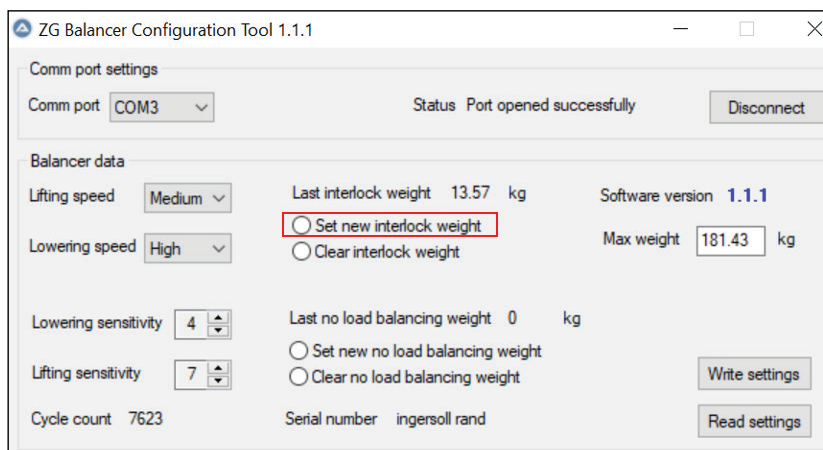 ZG Balancer Configuration Tool 1.1.1
Comm port settings
Comm port COM3 Status Port opened successfully Disconnect
Balancer data
Lifting speed Medium Last interlock weight 13.57 kg Software version 1.1.1
Set new interlock weight
Lowering speed High Clear interlock weight Max weight 181.43 kg
Lowering sensitivity 4 Last no load balancing weight 0 kg
Set new no load balancing weight
Lifting sensitivity 7 Clear no load balancing weight Write settings
Cycle count 7623 Serial number ingersoll rand Read settings